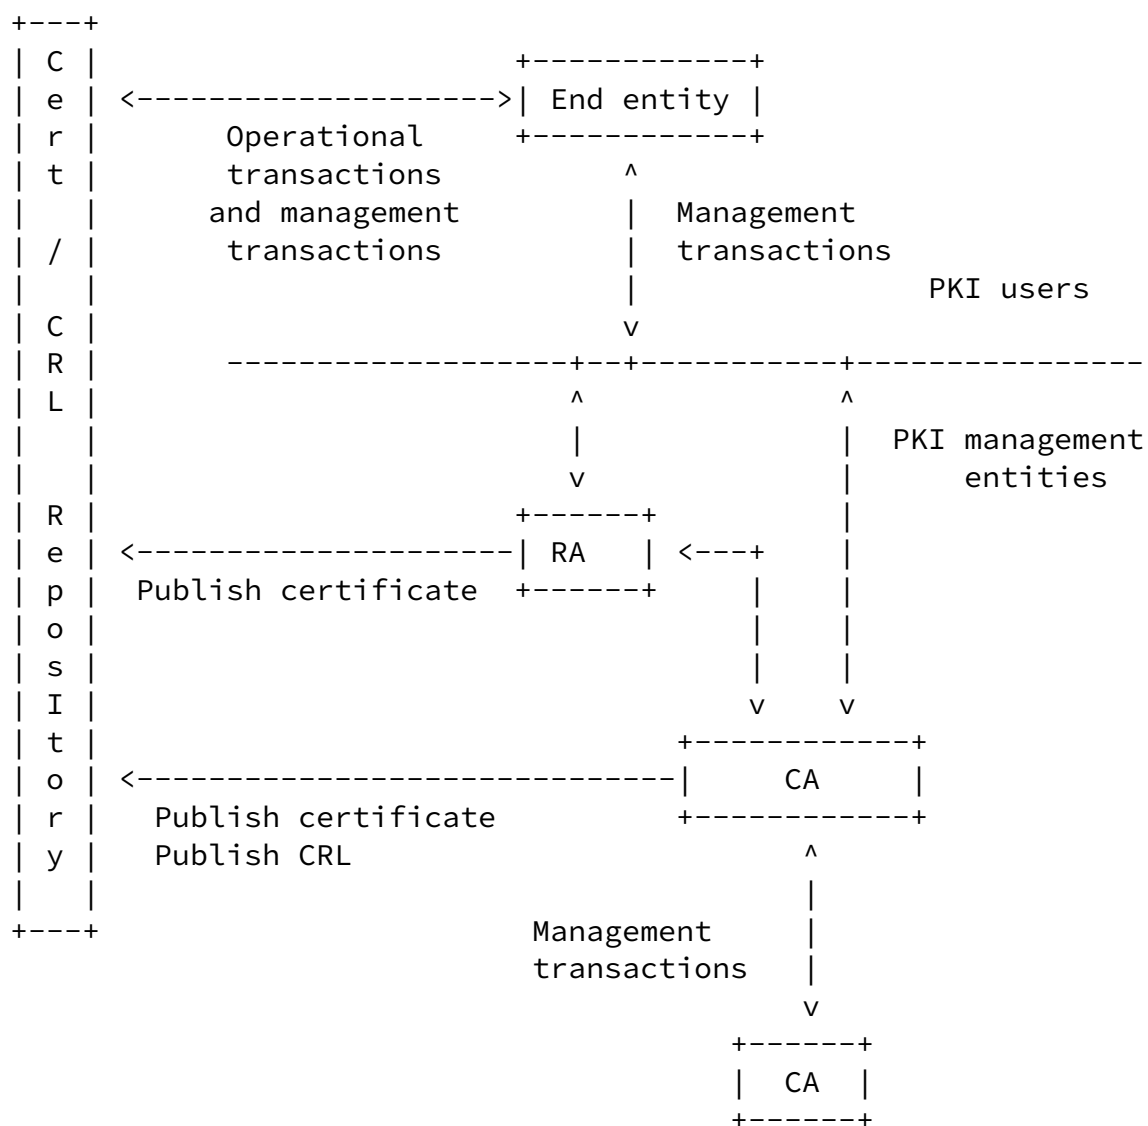 +---+
| C |                       +------------+
| e | <-------------------->| End entity |
| r |       Operational     +------------+
| t |       transactions          ^
|   |      and management         |  Management
| / |       transactions          |  transactions
|   |                             |                PKI users
| C |                             v
| R |       -------------------+--+-----------+----------------
| L |                          ^              ^
|   |                          |              |  PKI management
|   |                          v              |      entities
| R |                       +------+          |
| e | <---------------------| RA   | <---+    |
| p |  Publish certificate  +------+     |    |
| o |                                    |    |
| s |                                    |    |
| I |                                    v    v
| t |                                +------------+
| o | <------------------------------|     CA     |
| r |   Publish certificate          +------------+
| y |   Publish CRL                         ^
|   |                                       |
+---+                        Management     |
                             transactions   |
                                            v
                                        +------+
                                        |  CA  |
                                        +------+